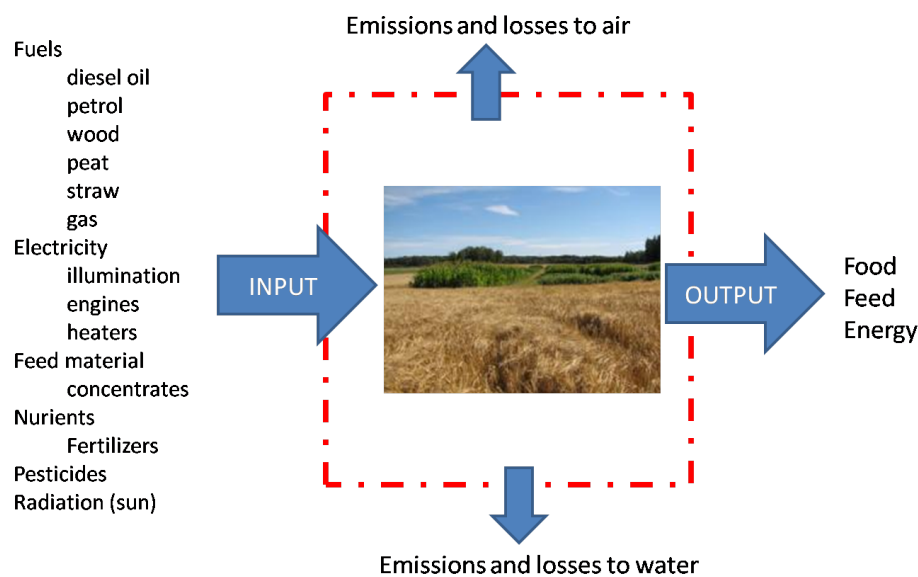 Emissions and losses to air
Fuels
diesel oil
petrol
wood
peat
straw
gas
Electricity
illumination
engines
heaters
Feed material
concentrates
Nurients
Fertilizers
Pesticides
Radiation (sun)
INPUT
OUTPUT
Food
Feed
Energy
Emissions and losses to water